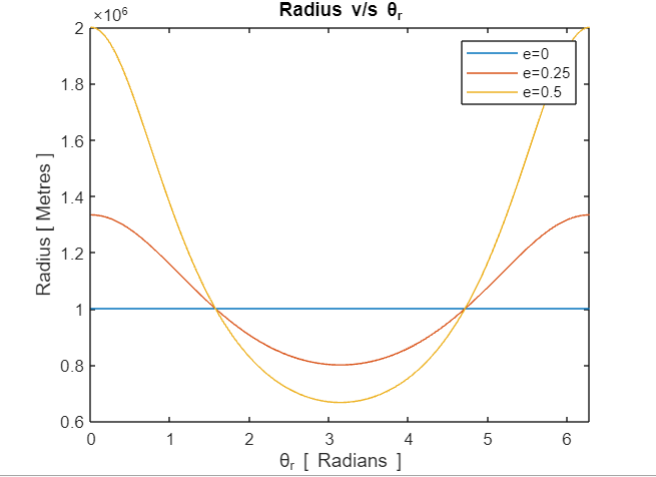 Radius v/s θr
×10⁶
2
1.8
1.6
1.4
1.2
1
0.8
0.6
Radius [ Metres ]
e=0
e=0.25
e=0.5
0 1 2 3 4 5 6
θr [ Radians ]